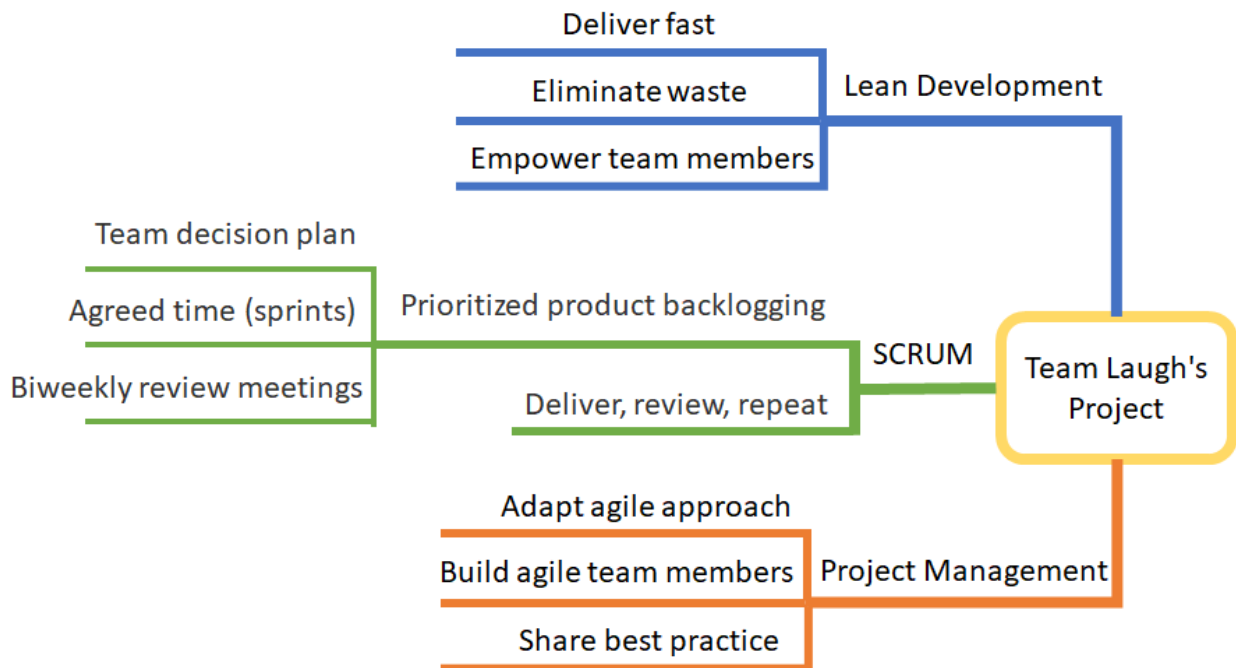 Deliver fast
Eliminate waste
Empower team members
Lean Development
Team decision plan
Agreed time (sprints)
Biweekly review meetings
Prioritized product backlogging
Deliver, review, repeat
SCRUM
Team Laugh's
Project
Adapt agile approach
Build agile team members
Share best practice
Project Management